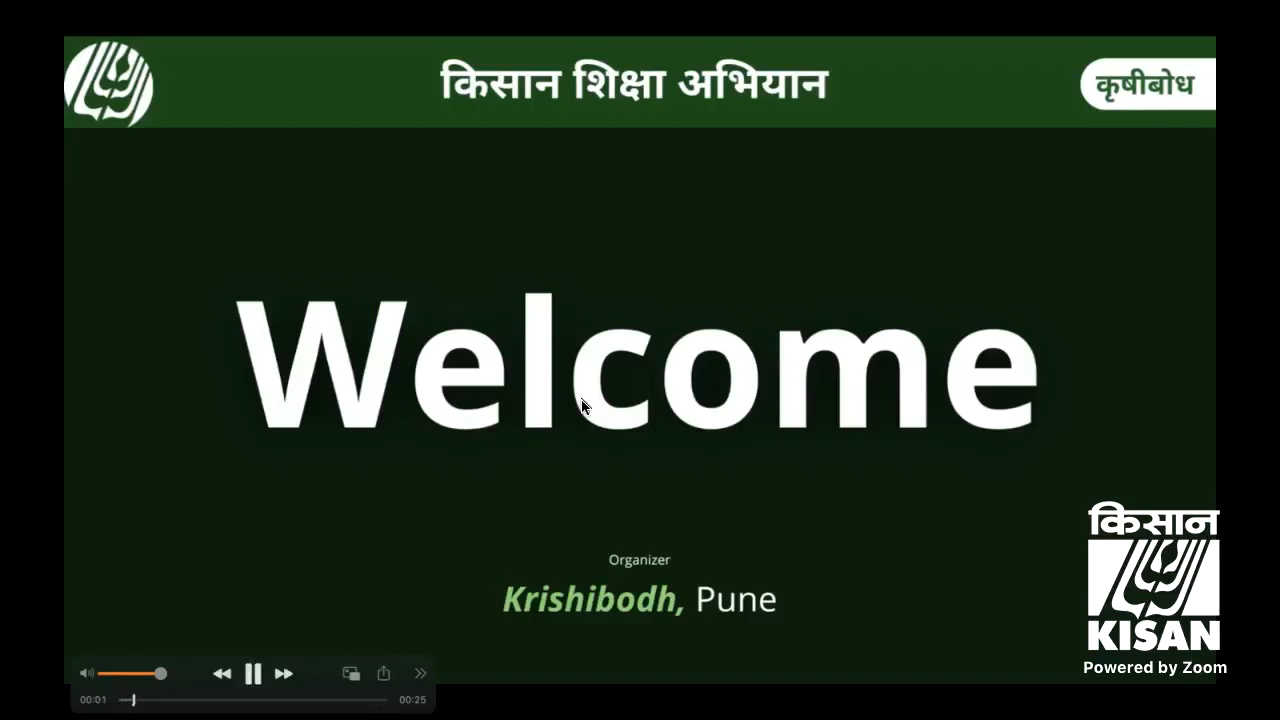 किसान शिक्षा अभियान
कृषीबोध
Welcome
Organizer
Krishibodh, Pune
किसान
KISAN
Powered by Zoom
00:01
00:25